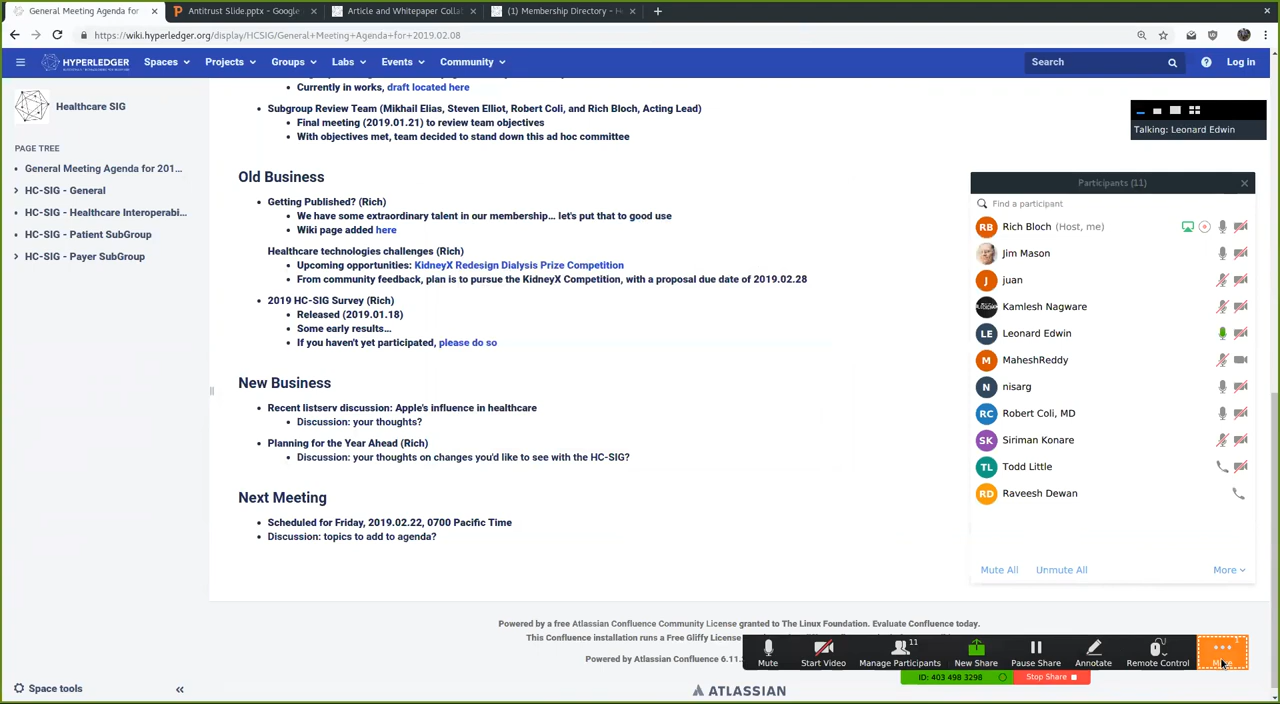 General Meeting Agenda for
Antitrust Slide.pptx - Google
Article and Whitepaper Colla
(1) Membership Directory - H
https://wiki.hyperledger.org/display/HCSIG/General+Meeting+Agenda+for+2019.02.08
HYPERLEDGER Spaces Projects Groups Labs Events Community Search Log in
Healthcare SIG
PAGE TREE
General Meeting Agenda for 201...
HC-SIG - General
HC-SIG - Healthcare Interoperabi...
HC-SIG - Patient SubGroup
HC-SIG - Payer SubGroup
Space tools
• Currently in works, draft located here
• Subgroup Review Team (Mikhail Elias, Steven Elliot, Robert Coli, and Rich Bloch, Acting Lead)
• Final meeting (2019.01.21) to review team objectives
• With objectives met, team decided to stand down this ad hoc committee
Old Business
• Getting Published? (Rich)
• We have some extraordinary talent in our membership... let's put that to good use
• Wiki page added here
Healthcare technologies challenges (Rich)
• Upcoming opportunities: KidneyX Redesign Dialysis Prize Competition
• From community feedback, plan is to pursue the KidneyX Competition, with a proposal due date of 2019.02.28
• 2019 HC-SIG Survey (Rich)
• Released (2019.01.18)
• Some early results...
• If you haven't yet participated, please do so
New Business
• Recent listserv discussion: Apple's influence in healthcare
• Discussion: your thoughts?
• Planning for the Year Ahead (Rich)
• Discussion: your thoughts on changes you'd like to see with the HC-SIG?
Next Meeting
• Scheduled for Friday, 2019.02.22, 0700 Pacific Time
• Discussion: topics to add to agenda?
Powered by a free Atlassian Confluence Community License granted to The Linux Foundation. Evaluate Confluence today.
This Confluence installation runs a Free Gliffy License
Powered by Atlassian Confluence 6.11.
ATLASSIAN
Talking: Leonard Edwin
Participants (11)
Find a participant
RB Rich Bloch (Host, me)
Jim Mason
J juan
Kamlesh Nagware
LE Leonard Edwin
M MaheshReddy
N nisarg
RC Robert Coli, MD
SK Siriman Konare
TL Todd Little
RD Raveesh Dewan
Mute All Unmute All More
Mute Start Video Manage Participants 11 New Share Pause Share Annotate Remote Control More
ID: 403 498 3298 Stop Share